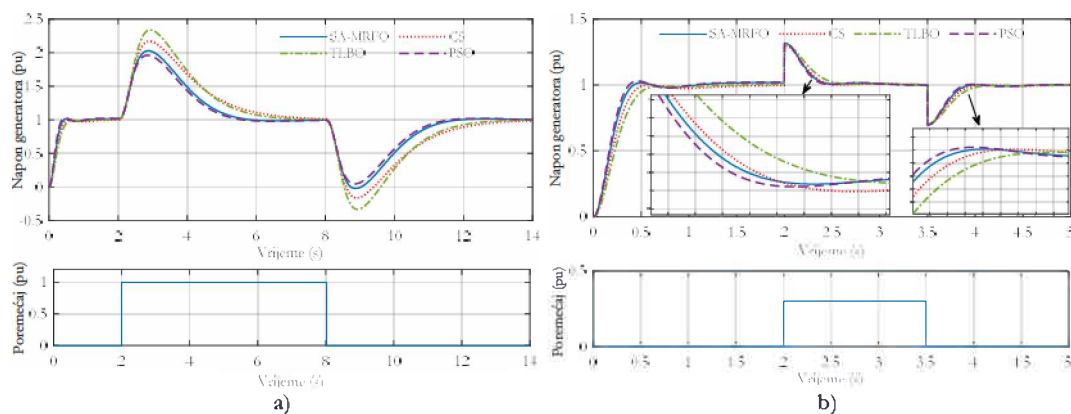 2.5
2
1.5
1
0.5
0
-0.5
Napon generatora (pu)
SA-MRFO
CS
TLBO
PSO
0 2 4 6 8 10 12 14
Vrijeme (s)
1
0.5
0
Poremećaj (pu)
0 2 4 6 8 10 12 14
Vrijeme (s)
a)
1.5
1
0.5
0
Napon generatora (pu)
SA-MRFO CS TLBO PSO
0 0.5 1 1.5 2 2.5 3 3.5 4 4.5 5
Vrijeme (s)
0.5
0
Poremećaj (pu)
0 0.5 1 1.5 2 2.5 3 3.5 4 4.5 5
Vrijeme (s)
b)